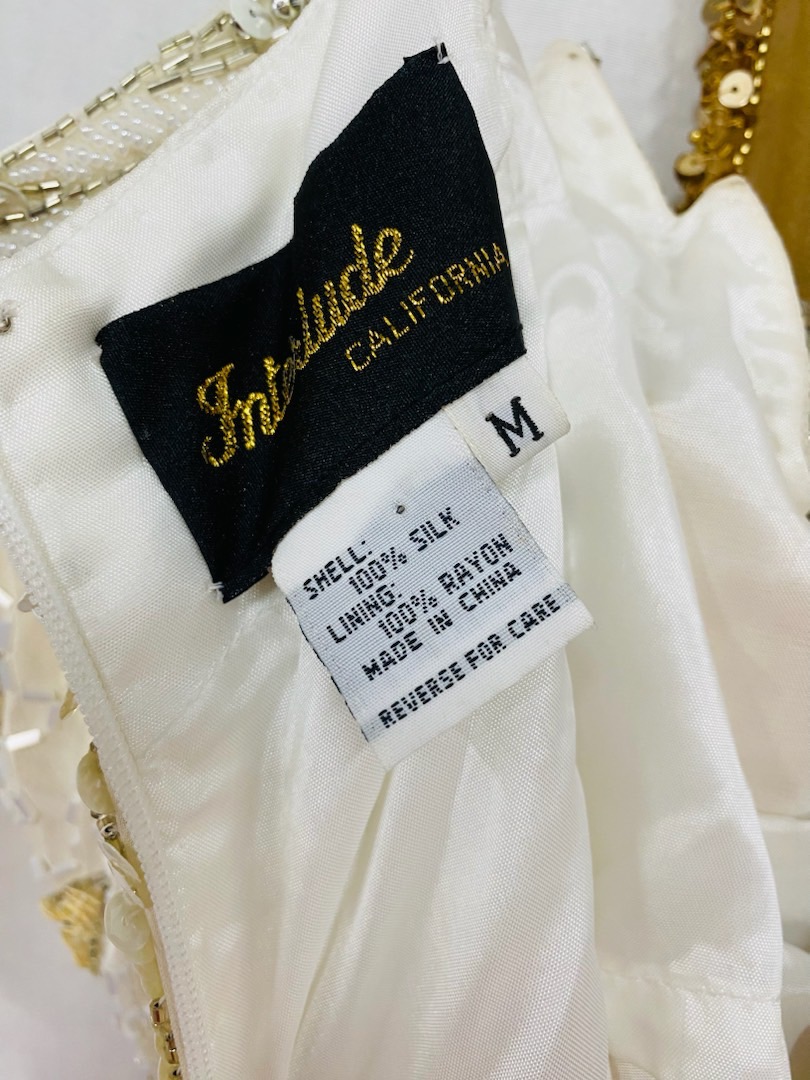 Interlude
CALIFORNIA
M
SHELL:
100% SILK
LINING:
100% RAYON
MADE IN CHINA
REVERSE FOR CARE